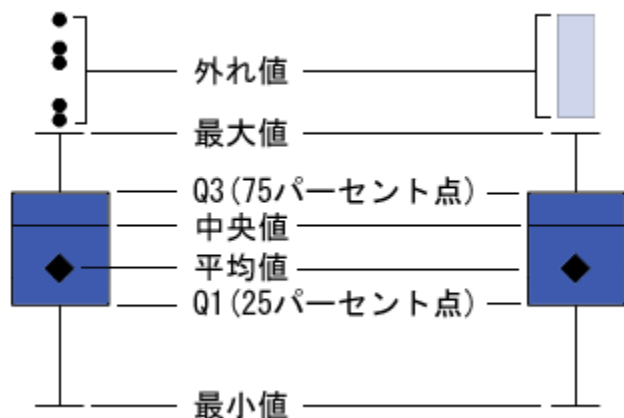 外れ値
最大値
Q3(75パーセント点)
中央値
平均値
Q1(25パーセント点)
最小値